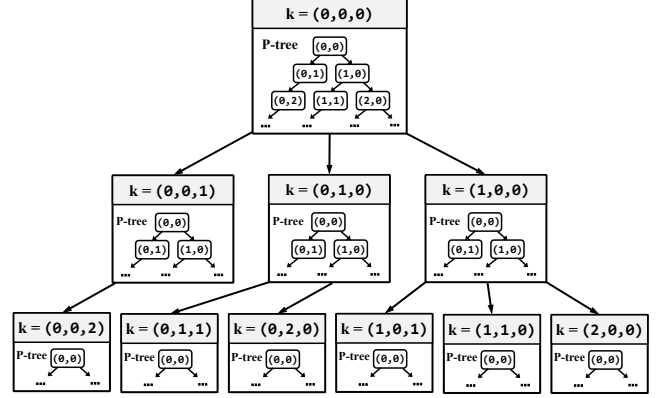 k = (0,0,0)
P-tree (0,0)
(0,1) (1,0)
(0,2) (1,1) (2,0)
... ... ... ...
k = (0,0,1) k = (0,1,0) k = (1,0,0)
P-tree (0,0) P-tree (0,0) P-tree (0,0)
(0,1) (1,0) (0,1) (1,0) (0,1) (1,0)
... ... ... ... ... ... ... ... ...
k = (0,0,2) k = (0,1,1) k = (0,2,0) k = (1,0,1) k = (1,1,0) k = (2,0,0)
P-tree (0,0) P-tree (0,0) P-tree (0,0) P-tree (0,0) P-tree (0,0) P-tree (0,0)
... ... ... ... ... ... ... ... ... ... ... ...